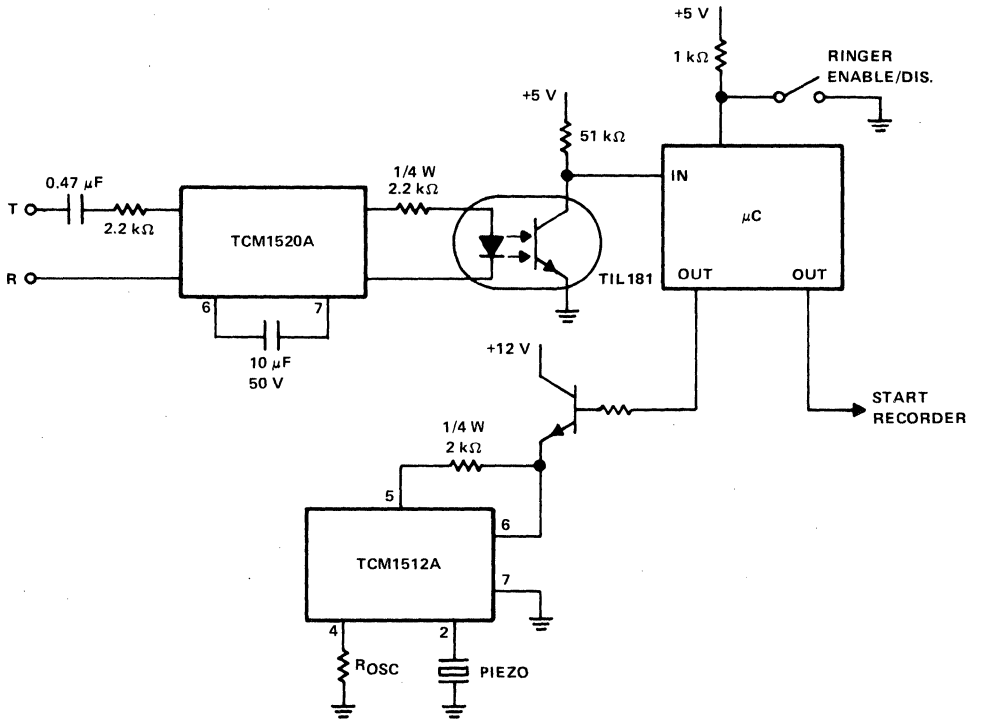 +5 V
1 kΩ
RINGER
ENABLE/DIS.
+5 V
51 kΩ
0.47 μF
T
2.2 kΩ
R
TCM1520A
6
7
10 μF
50 V
1/4 W
2.2 kΩ
TIL181
IN
μC
OUT
OUT
START
RECORDER
+12 V
1/4 W
2 kΩ
5
6
TCM1512A
7
4
2
ROSC
PIEZO